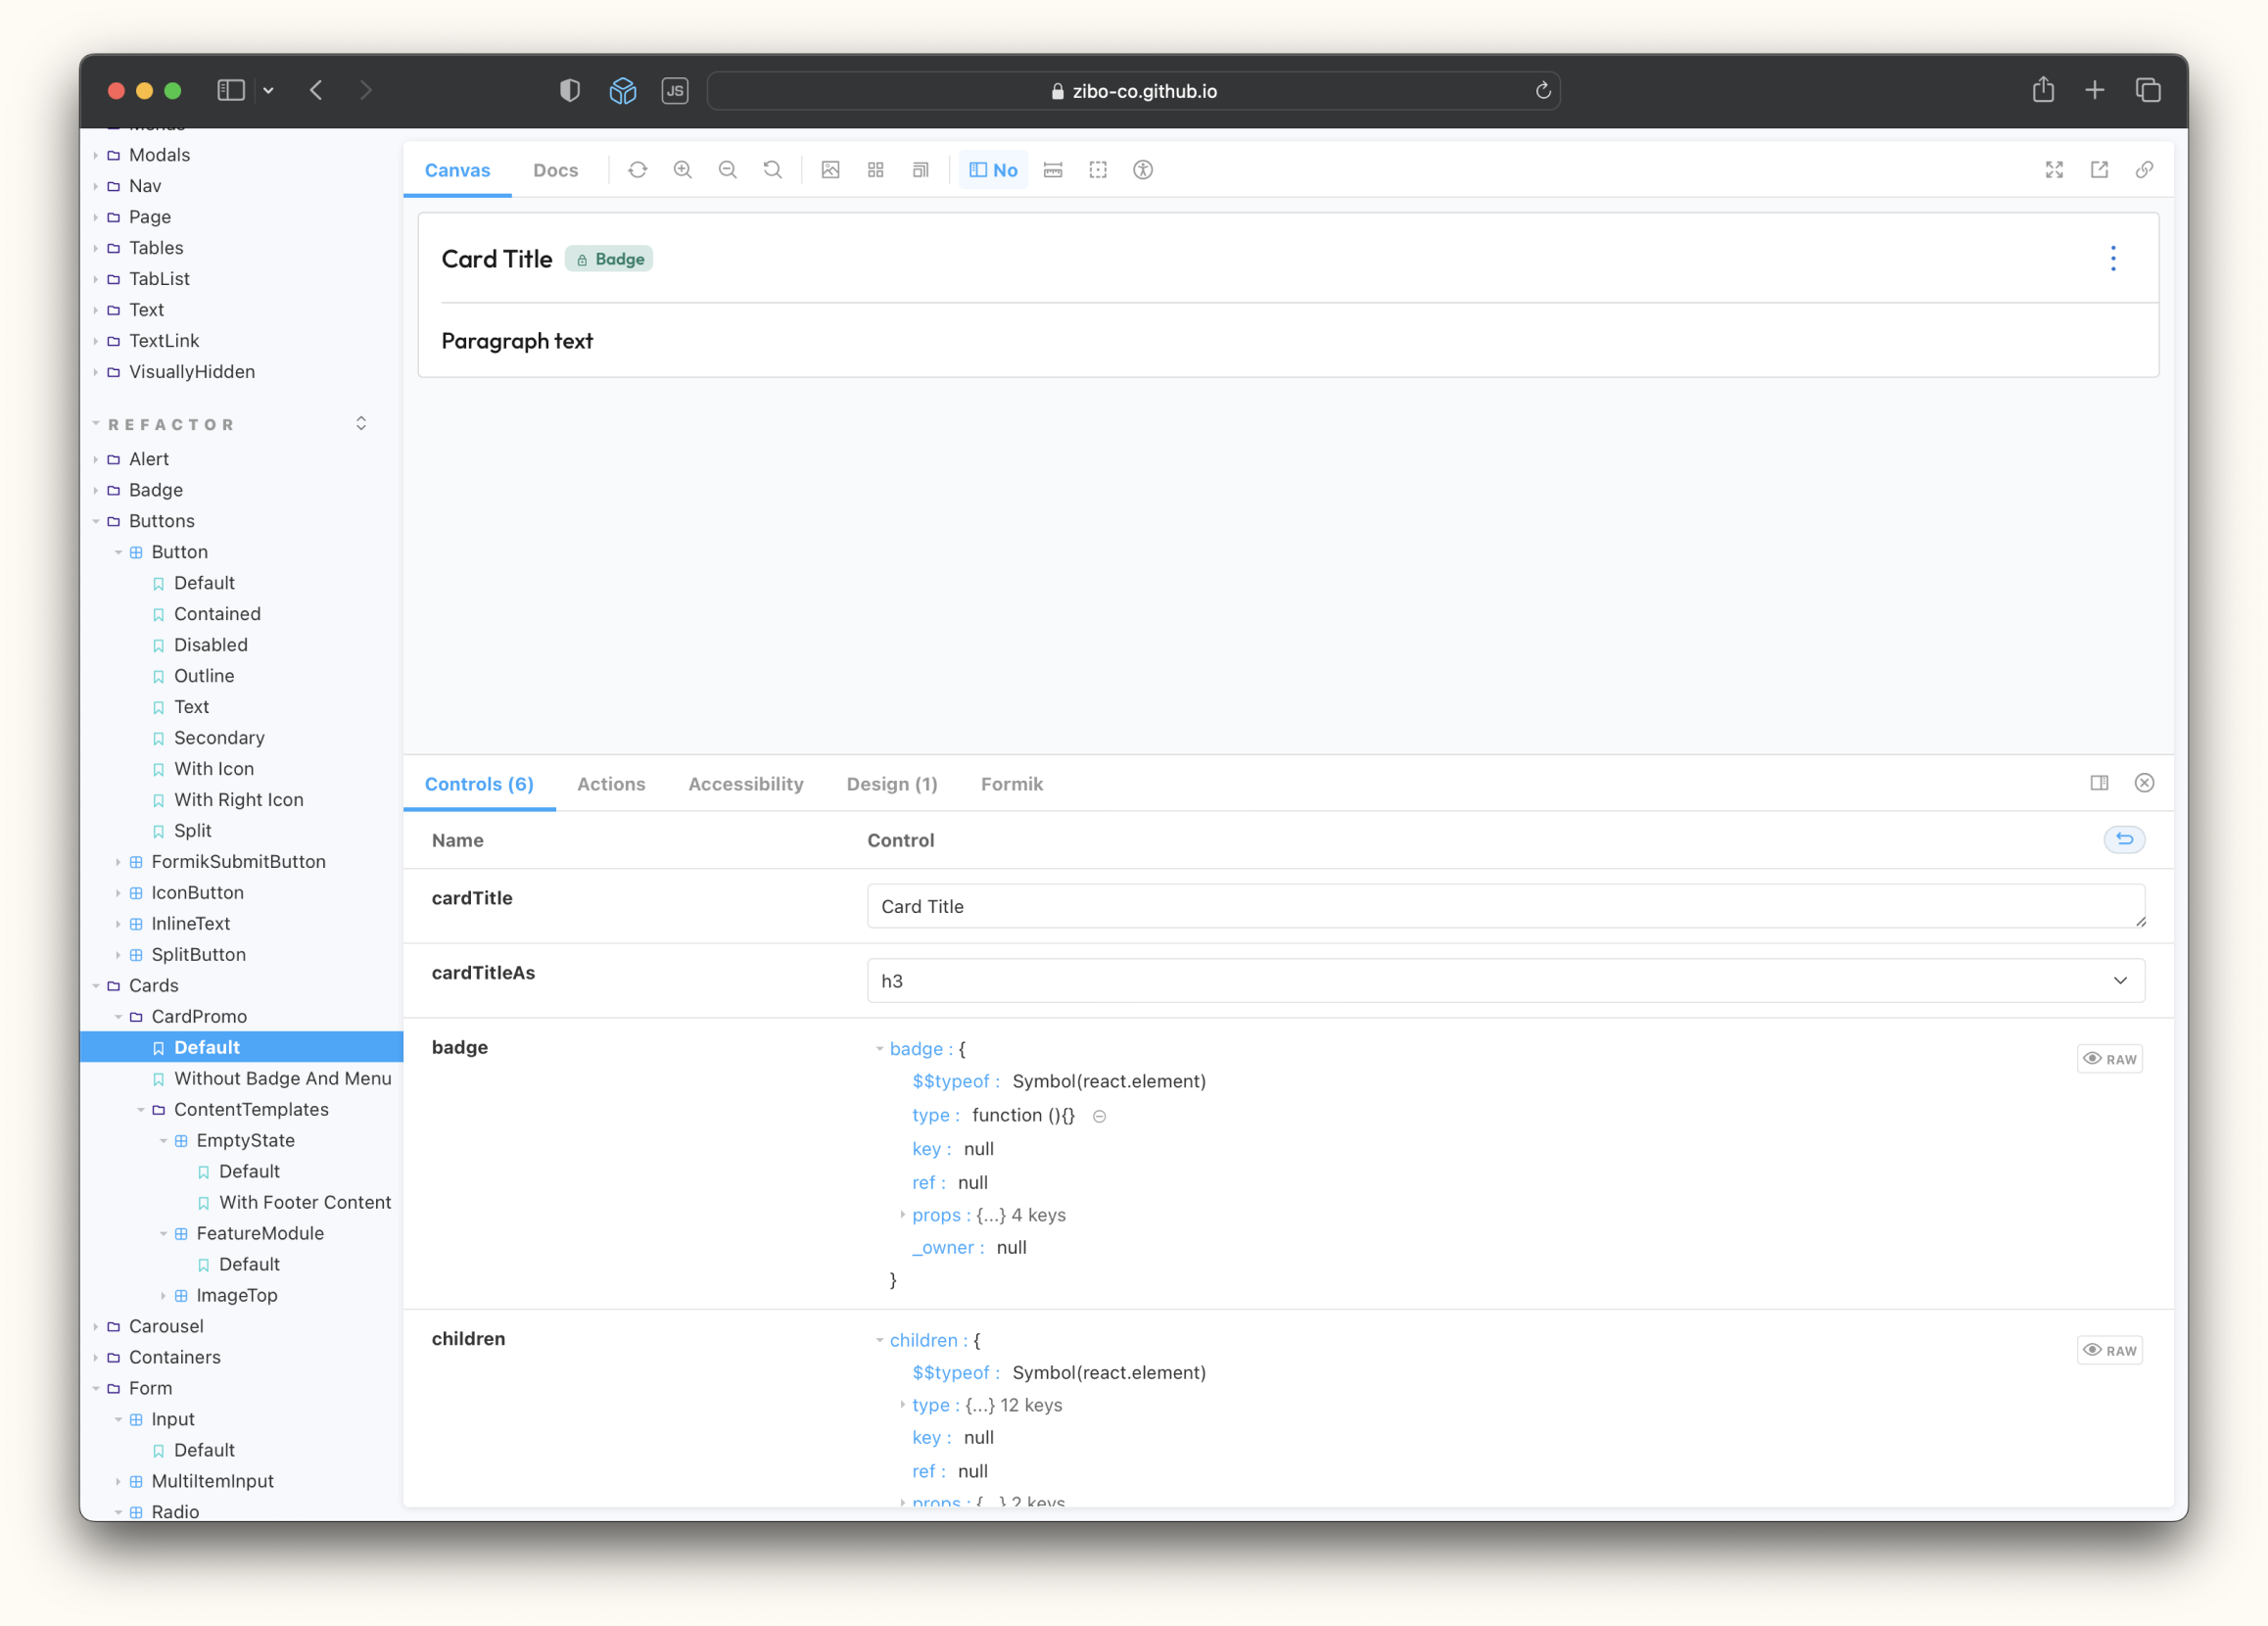 JS
zibo-co.github.io
Menus
Modals
Nav
Page
Tables
TabList
Text
TextLink
VisuallyHidden
REFACTOR
Alert
Badge
Buttons
Button
Default
Contained
Disabled
Outline
Text
Secondary
With Icon
With Right Icon
Split
FormikSubmitButton
IconButton
InlineText
SplitButton
Cards
CardPromo
Default
Without Badge And Menu
ContentTemplates
EmptyState
Default
With Footer Content
FeatureModule
Default
ImageTop
Carousel
Containers
Form
Input
Default
MultiItemInput
Radio
Canvas Docs No
Card Title Badge
Paragraph text
Controls (6) Actions Accessibility Design (1) Formik
Name Control
cardTitle Card Title
cardTitleAs h3
badge badge : { RAW
$$typeof : Symbol(react.element)
type : function (){}
key : null
ref : null
props : {...} 4 keys
_owner : null
}
children children : { RAW
$$typeof : Symbol(react.element)
type : {...} 12 keys
key : null
ref : null
props : {...} 2 keys